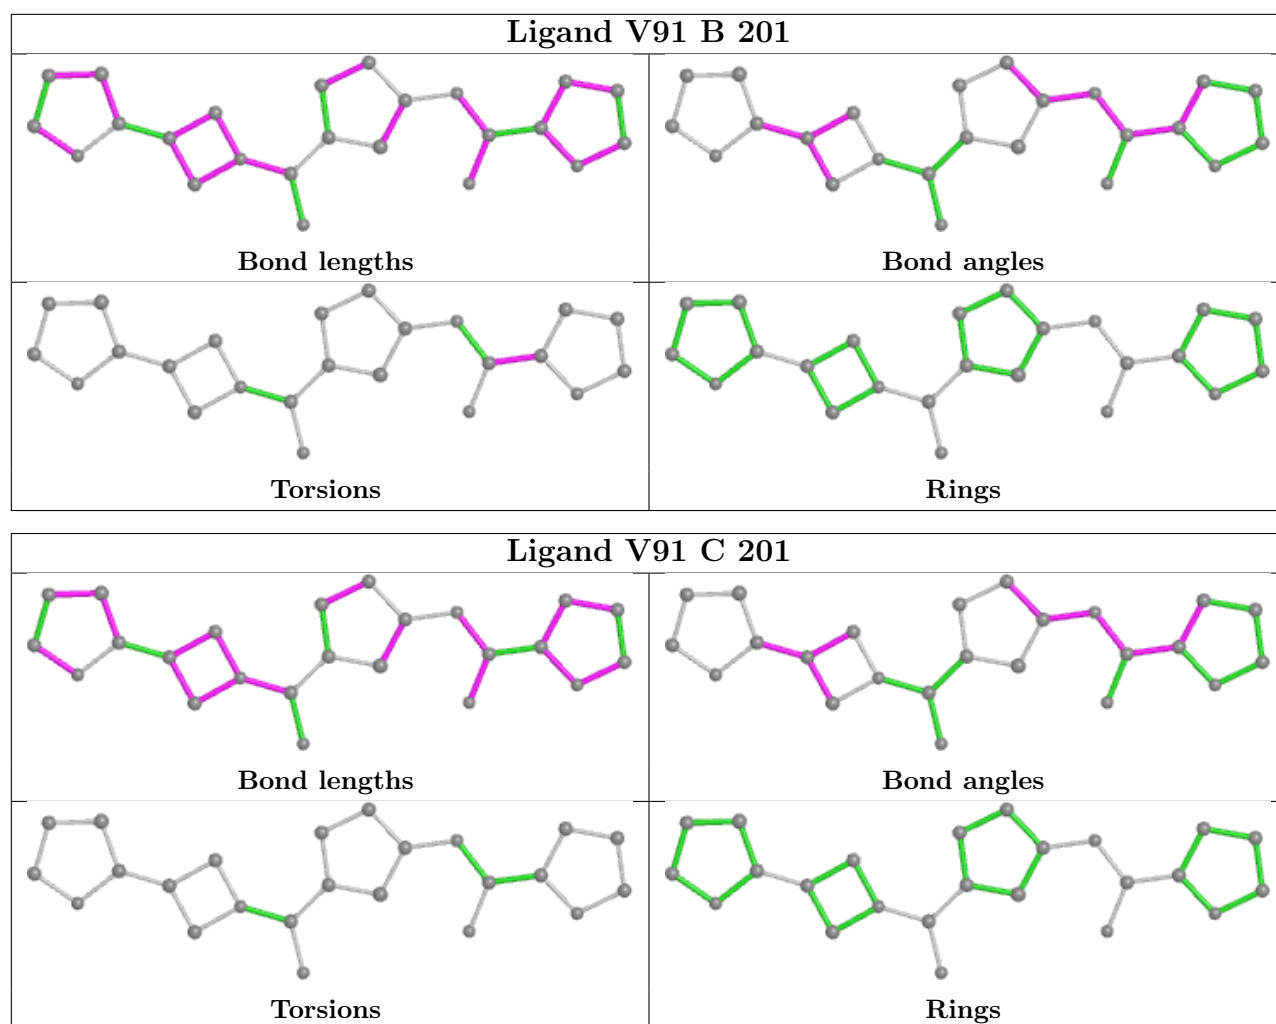 Ligand V91 B 201
Bond lengths
Bond angles
Torsions
Rings
Ligand V91 C 201
Bond lengths
Bond angles
Torsions
Rings